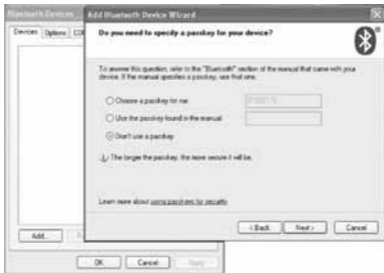 Bluetooth Devices
Add Bluetooth Device Wizard
Devices Options
Do you need to specify a passkey for your device?
To answer this question, refer to the "Bluetooth" section of the manual that came with your
device. If the manual specifies a passkey, use that one.
Choose a passkey for me
Use the passkey found in the manual:
Don't use a passkey
The longer the passkey, the more secure it will be.
Learn more about using passkeys for security.
Add...
< Back Next > Cancel
OK Cancel Apply